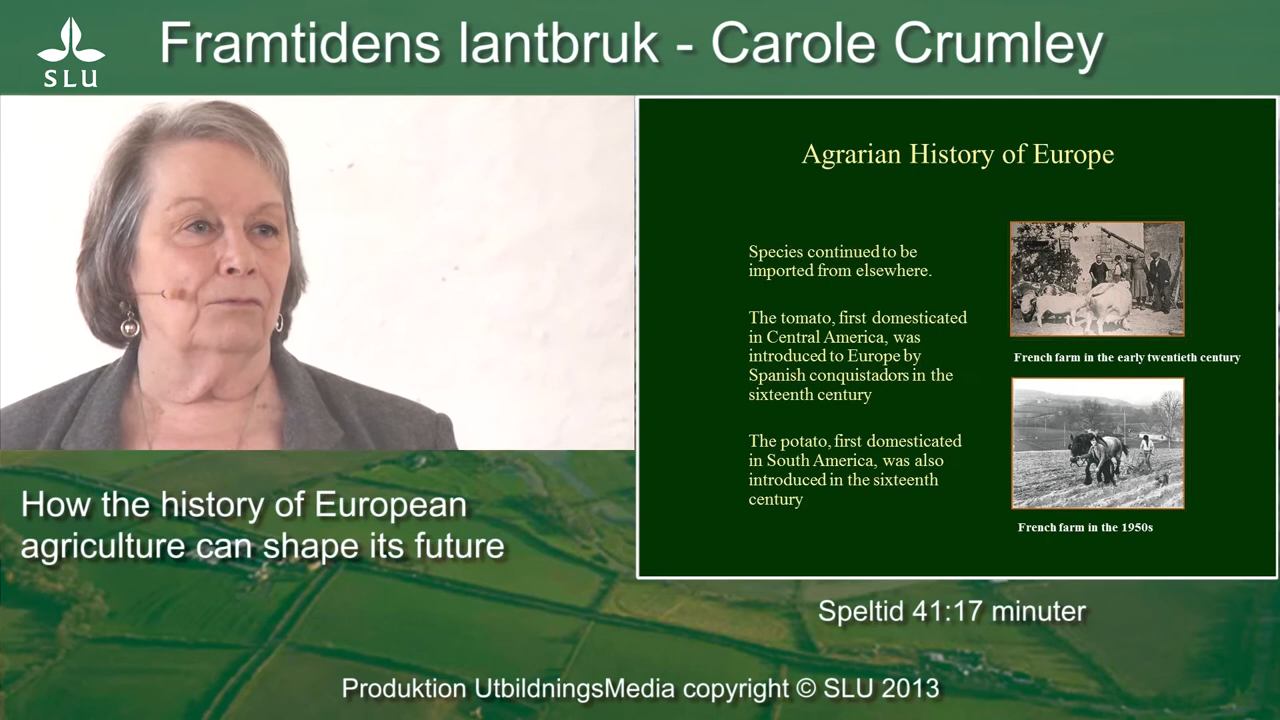 SLU
Framtidens lantbruk - Carole Crumley
Agrarian History of Europe
Species continued to be
imported from elsewhere.
The tomato, first domesticated
in Central America, was
introduced to Europe by
Spanish conquistadors in the
sixteenth century
The potato, first domesticated
in South America, was also
introduced in the sixteenth
century
French farm in the early twentieth century
French farm in the 1950s
How the history of European
agriculture can shape its future
Speltid 41:17 minuter
Produktion UtbildningsMedia copyright © SLU 2013